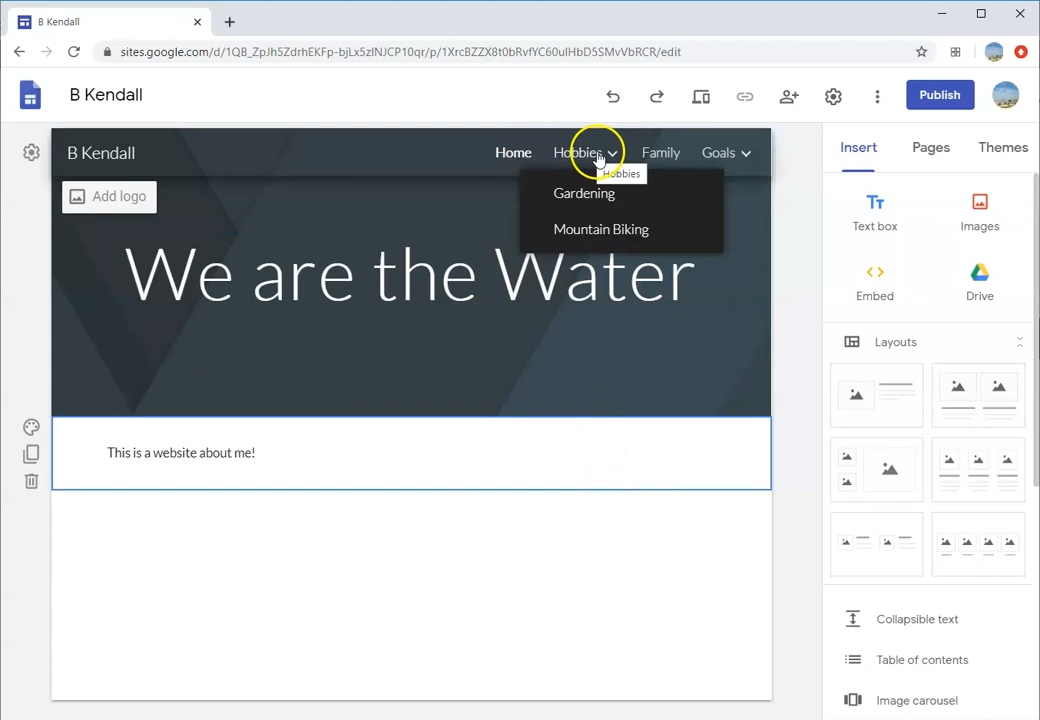 B Kendall
sites.google.com/d/1QB_ZpJh5ZdrhEKFp-bjLx5zINJCP10qr/p/1XrcBZZX8t0bRvfYC60uIHbD5SMvVbRCR/edit
B Kendall
Publish
B Kendall
Home
Hobbies
Family
Goals
Hobbies
Add logo
Gardening
Mountain Biking
We are the Water
This is a website about me!
Insert
Pages
Themes
Text box
Images
Embed
Drive
Layouts
Collapsible text
Table of contents
Image carousel